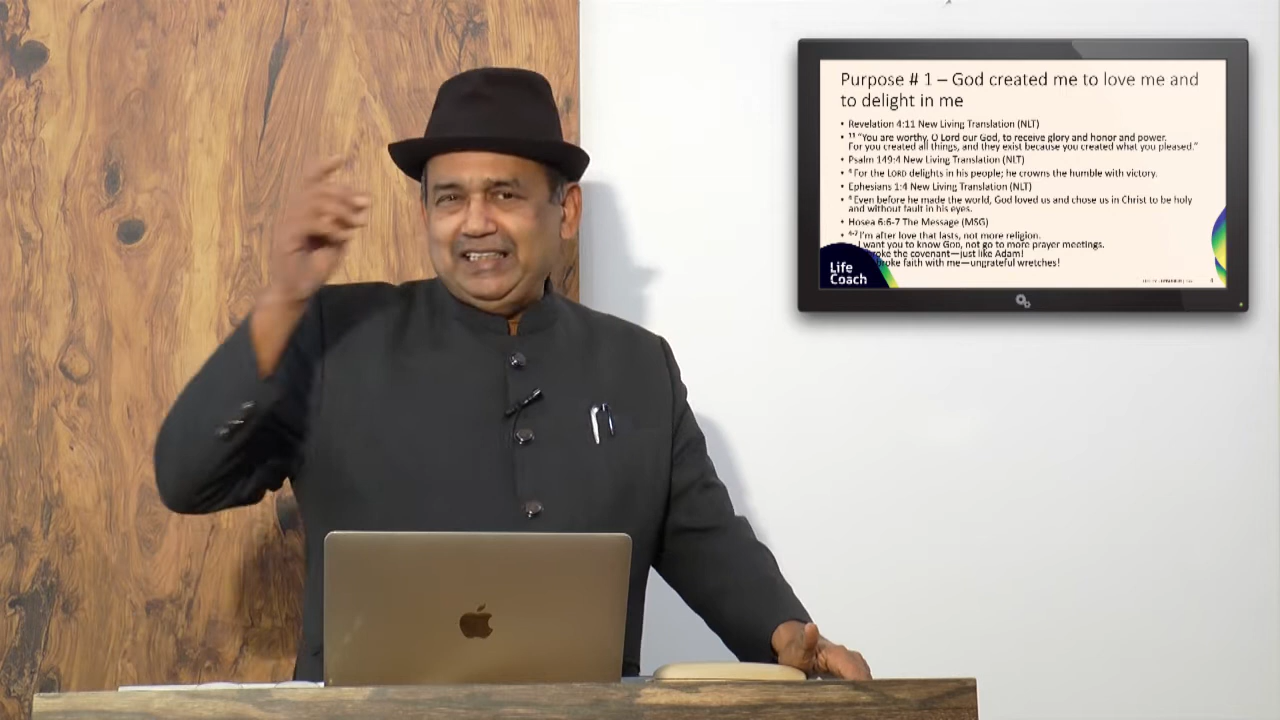 Purpose # 1 – God created me to love me and
to delight in me
• Revelation 4:11 New Living Translation (NLT)
• 11 “You are worthy, O Lord our God, to receive glory and honor and power.
For you created all things, and they exist because you created what you pleased.”
• Psalm 149:4 New Living Translation (NLT)
• 4 For the LORD delights in his people; he crowns the humble with victory.
• Ephesians 1:4 New Living Translation (NLT)
• 4 Even before he made the world, God loved us and chose us in Christ to be holy
and without fault in his eyes.
• Hosea 6:6-7 The Message (MSG)
• 6-7 I’m after love that lasts, not more religion.
I want you to know GOD, not go to more prayer meetings.
broke the covenant—just like Adam!
broke faith with me—ungrateful wretches!
Life
Coach